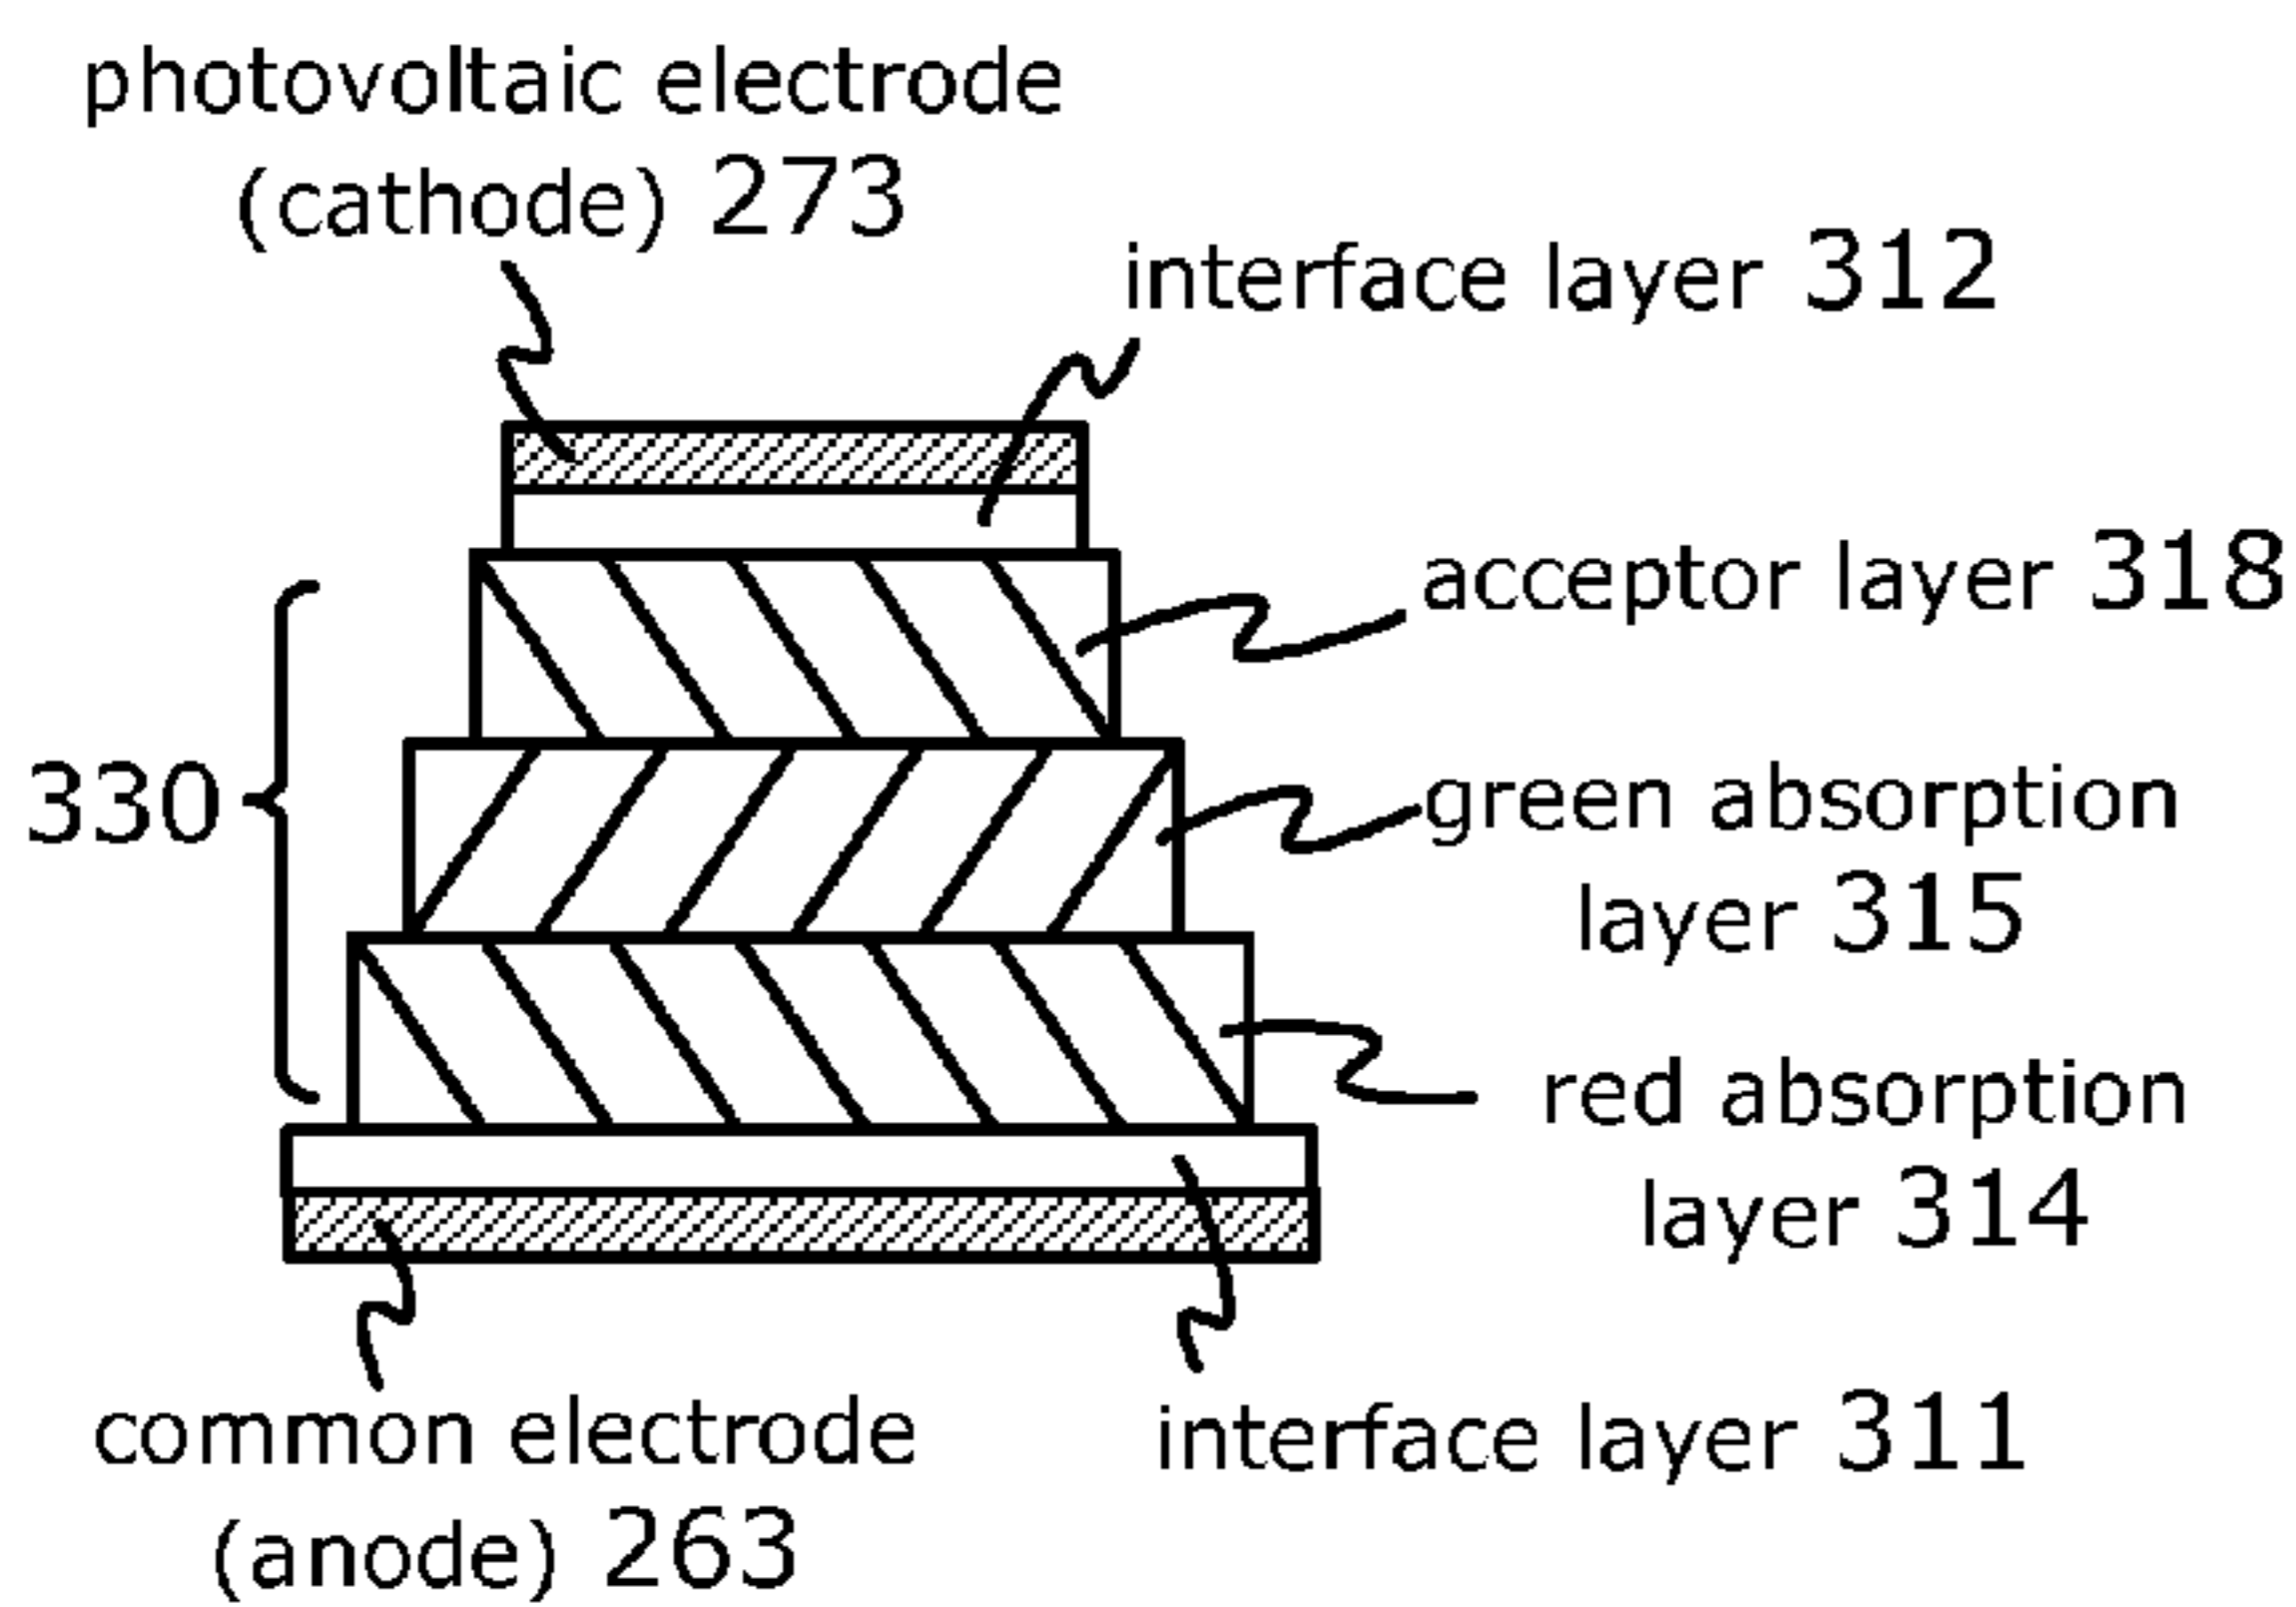 photovoltaic electrode
(cathode) 273
interface layer 312
acceptor layer 318
330
green absorption
layer 315
red absorption
layer 314
common electrode
(anode) 263
interface layer 311